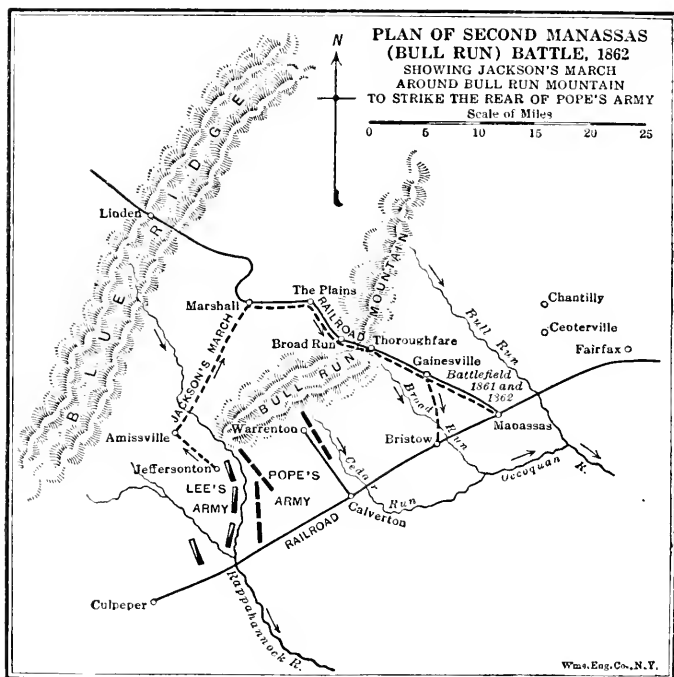 PLAN OF SECOND MANASSAS
(BULL RUN) BATTLE, 1862
SHOWING JACKSON'S MARCH
AROUND BULL RUN MOUNTAIN
TO STRIKE THE REAR OF POPE'S ARMY
Scale of Miles
0 5 10 15 20 25
N
BLUE RIDGE
Linden
Marshall
The Plains
RAILROAD
BULL RUN MOUNTAIN
Broad Run
Thoroughfare
Gainesville
Battlefield
1861 and
1862
Bull Run
Chantilly
Centerville
Fairfax
JACKSON'S MARCH
Amissville
Jeffersonton
Warrenton
Broad Run
Bristow
Manassas
LEE'S
ARMY
POPE'S
ARMY
Cedar Run
Occoquan R.
Calverton
RAILROAD
Culpeper
Rappahannock R.
Wms. Eng. Co., N.Y.